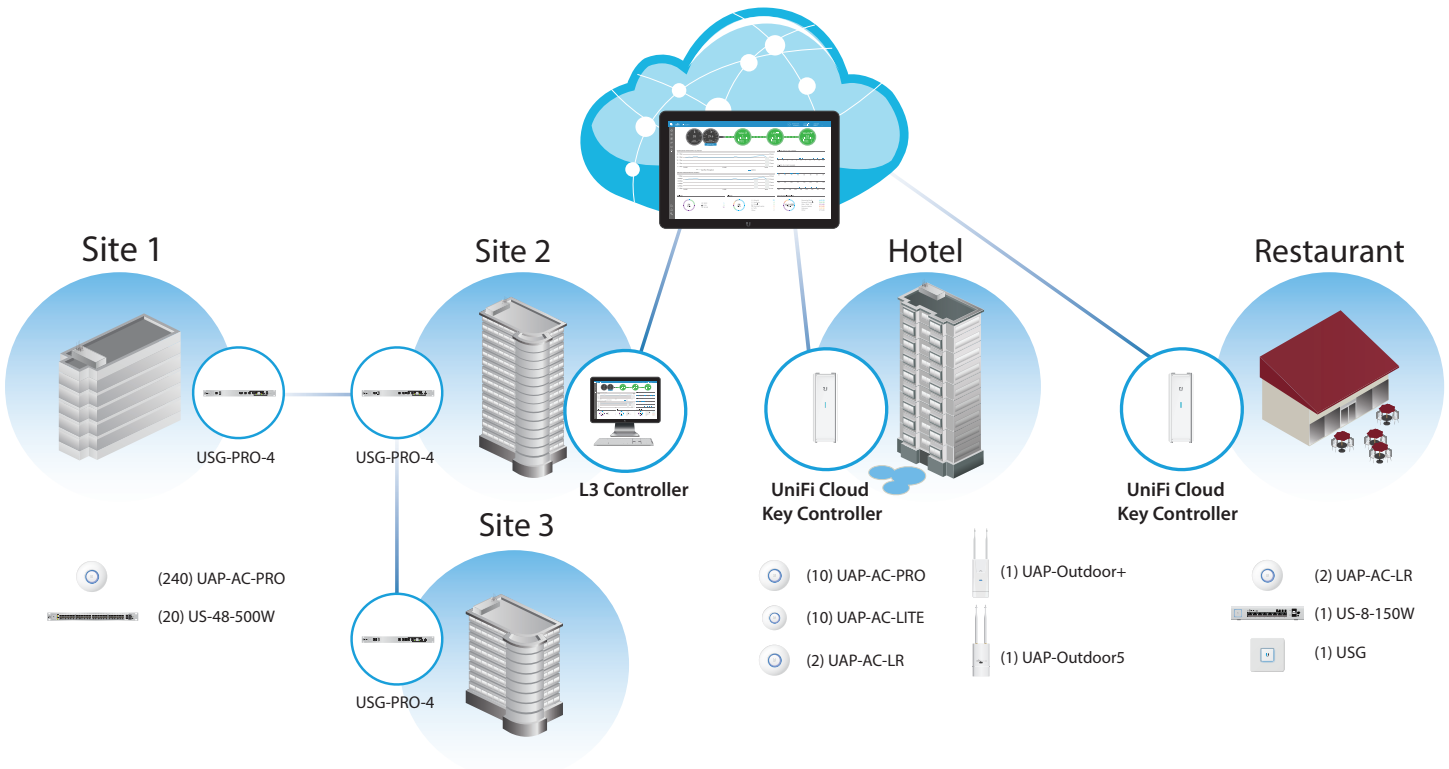 Site 1
Site 2
Hotel
Restaurant
USG-PRO-4
USG-PRO-4
L3 Controller
UniFi Cloud
Key Controller
UniFi Cloud
Key Controller
Site 3
USG-PRO-4
(240) UAP-AC-PRO
(20) US-48-500W
(10) UAP-AC-PRO
(10) UAP-AC-LITE
(2) UAP-AC-LR
(1) UAP-Outdoor+
(1) UAP-Outdoor5
(2) UAP-AC-LR
(1) US-8-150W
(1) USG